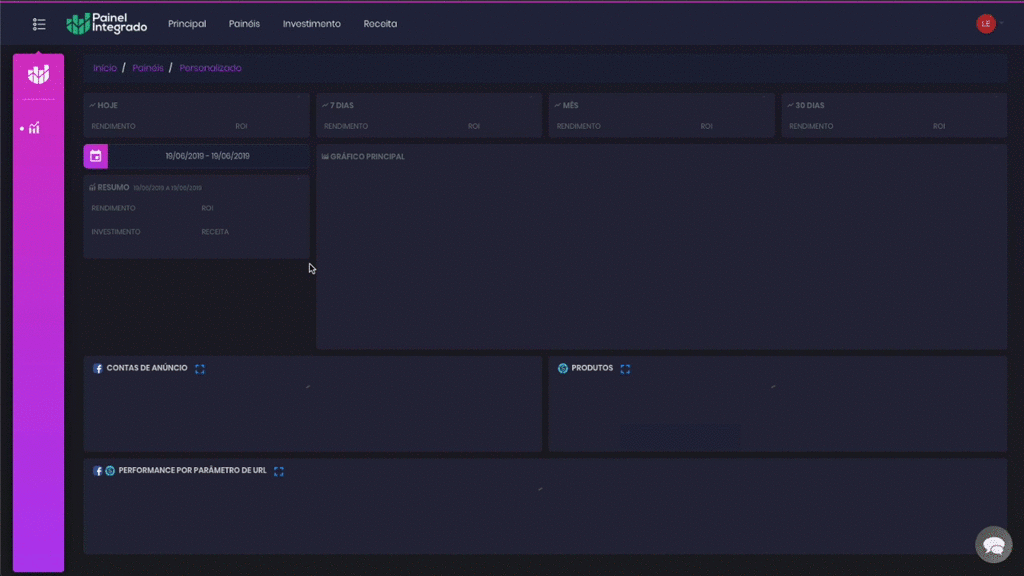 Painel Integrado
Principal
Painéis
Investimento
Receita
LE
Início / Painéis / Personalizado
HOJE
RENDIMENTO ROI
7 DIAS
RENDIMENTO ROI
MÊS
RENDIMENTO ROI
30 DIAS
RENDIMENTO ROI
19/06/2019 - 19/06/2019
RESUMO 19/06/2019 A 19/06/2019
RENDIMENTO ROI
INVESTIMENTO RECEITA
GRÁFICO PRINCIPAL
CONTAS DE ANÚNCIO
PRODUTOS
PERFORMANCE POR PARÂMETRO DE URL